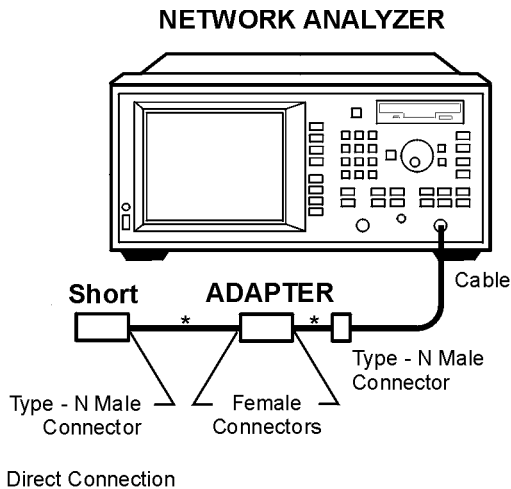 NETWORK ANALYZER
Cable
Short
ADAPTER
*
*
Type - N Male
Connector
Type - N Male
Connector
Female
Connectors
Direct Connection